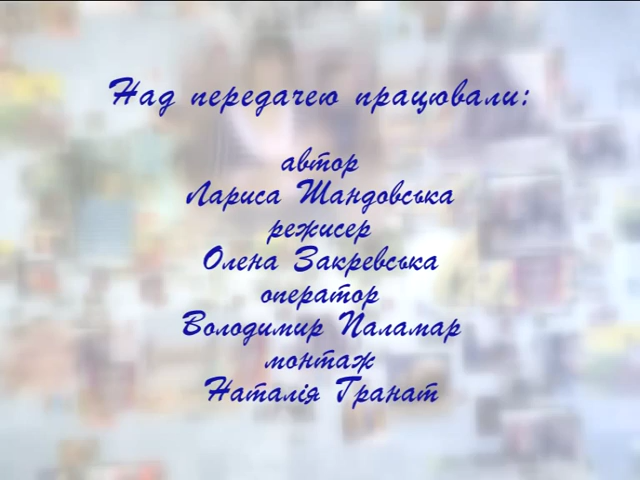 Над передачею працювали:
автор
Лариса Шандовська
режисер
Олена Закревська
оператор
Володимир Паламар
монтаж
Наталія Гранат